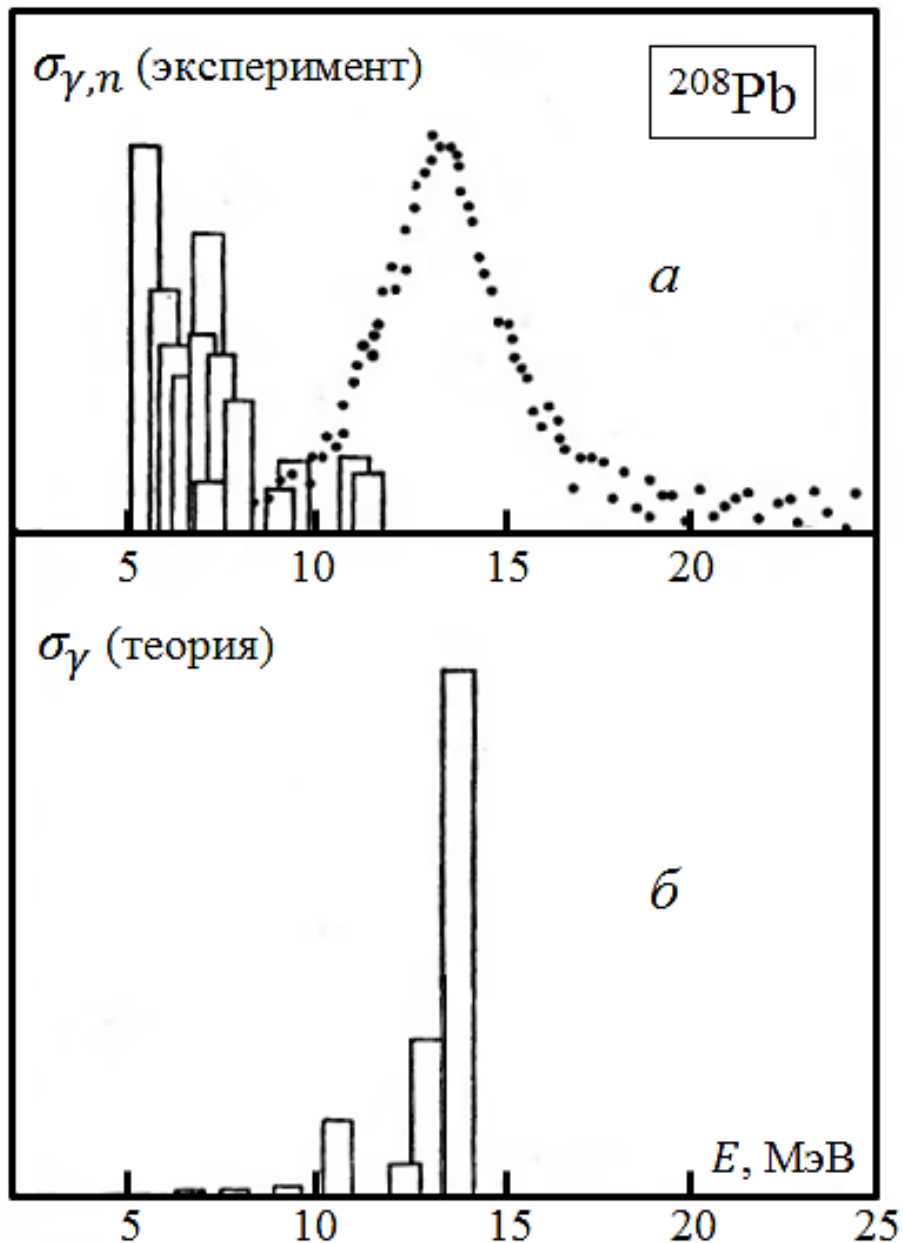 σγ,n (эксперимент)
²⁰⁸Pb
а
5 10 15 20
σγ (теория)
б
E, МэВ
5 10 15 20 25